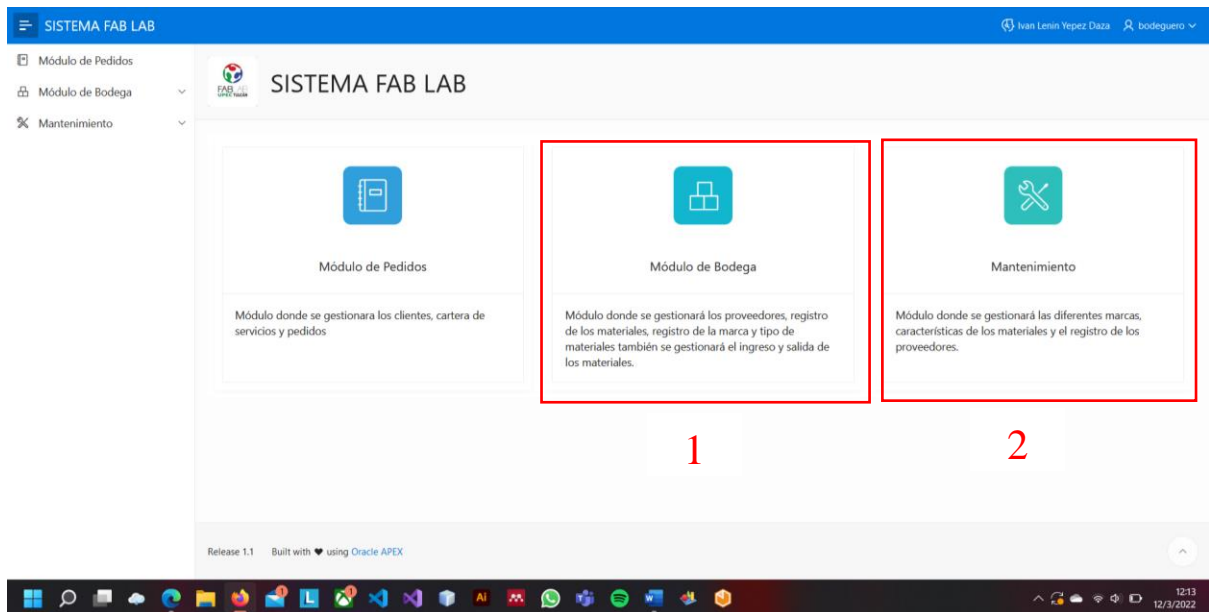 SISTEMA FAB LAB
Ivan Lenin Yepez Daza
bodeguero
Módulo de Pedidos
Módulo de Bodega
Mantenimiento
FAB LAB
SISTEMA FAB LAB
Módulo de Pedidos
Módulo donde se gestionara los clientes, cartera de
servicios y pedidos
Módulo de Bodega
Módulo donde se gestionará los proveedores, registro
de los materiales, registro de la marca y tipo de
materiales también se gestionará el ingreso y salida de
los materiales.
Mantenimiento
Módulo donde se gestionará las diferentes marcas,
características de los materiales y el registro de los
proveedores.
1
2
Release 1.1 Built with ♥ using Oracle APEX
L
Ai
12:13
12/3/2022